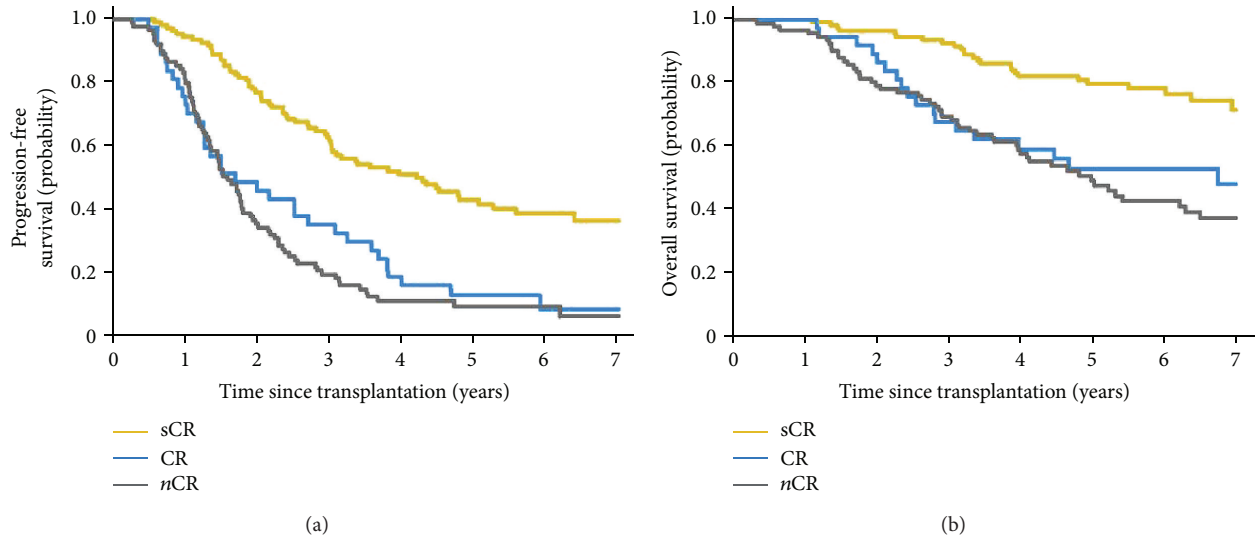 Progression-free
survival (probability)
1.0
0.8
0.6
0.4
0.2
0
0 1 2 3 4 5 6 7
Time since transplantation (years)
sCR
CR
nCR
(a)
Overall survival (probability)
1.0
0.8
0.6
0.4
0.2
0
0 1 2 3 4 5 6 7
Time since transplantation (years)
sCR
CR
nCR
(b)